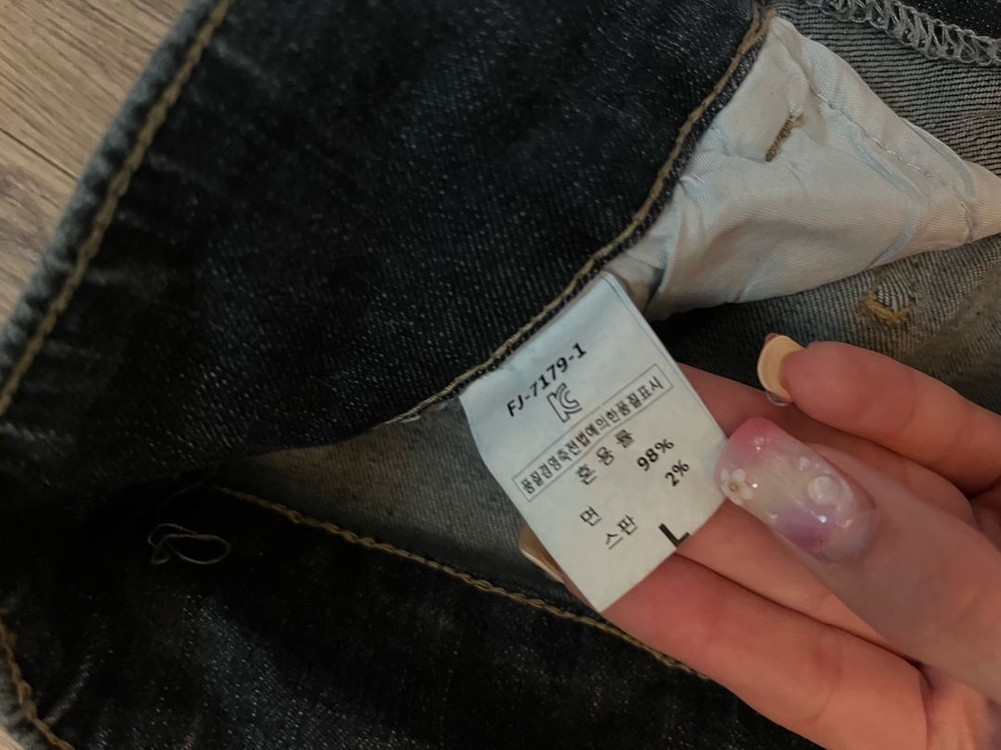 FJ-7179-1
KC
품질경영촉전법에의한품질표시
혼용률
면 98%
스판 2%
L